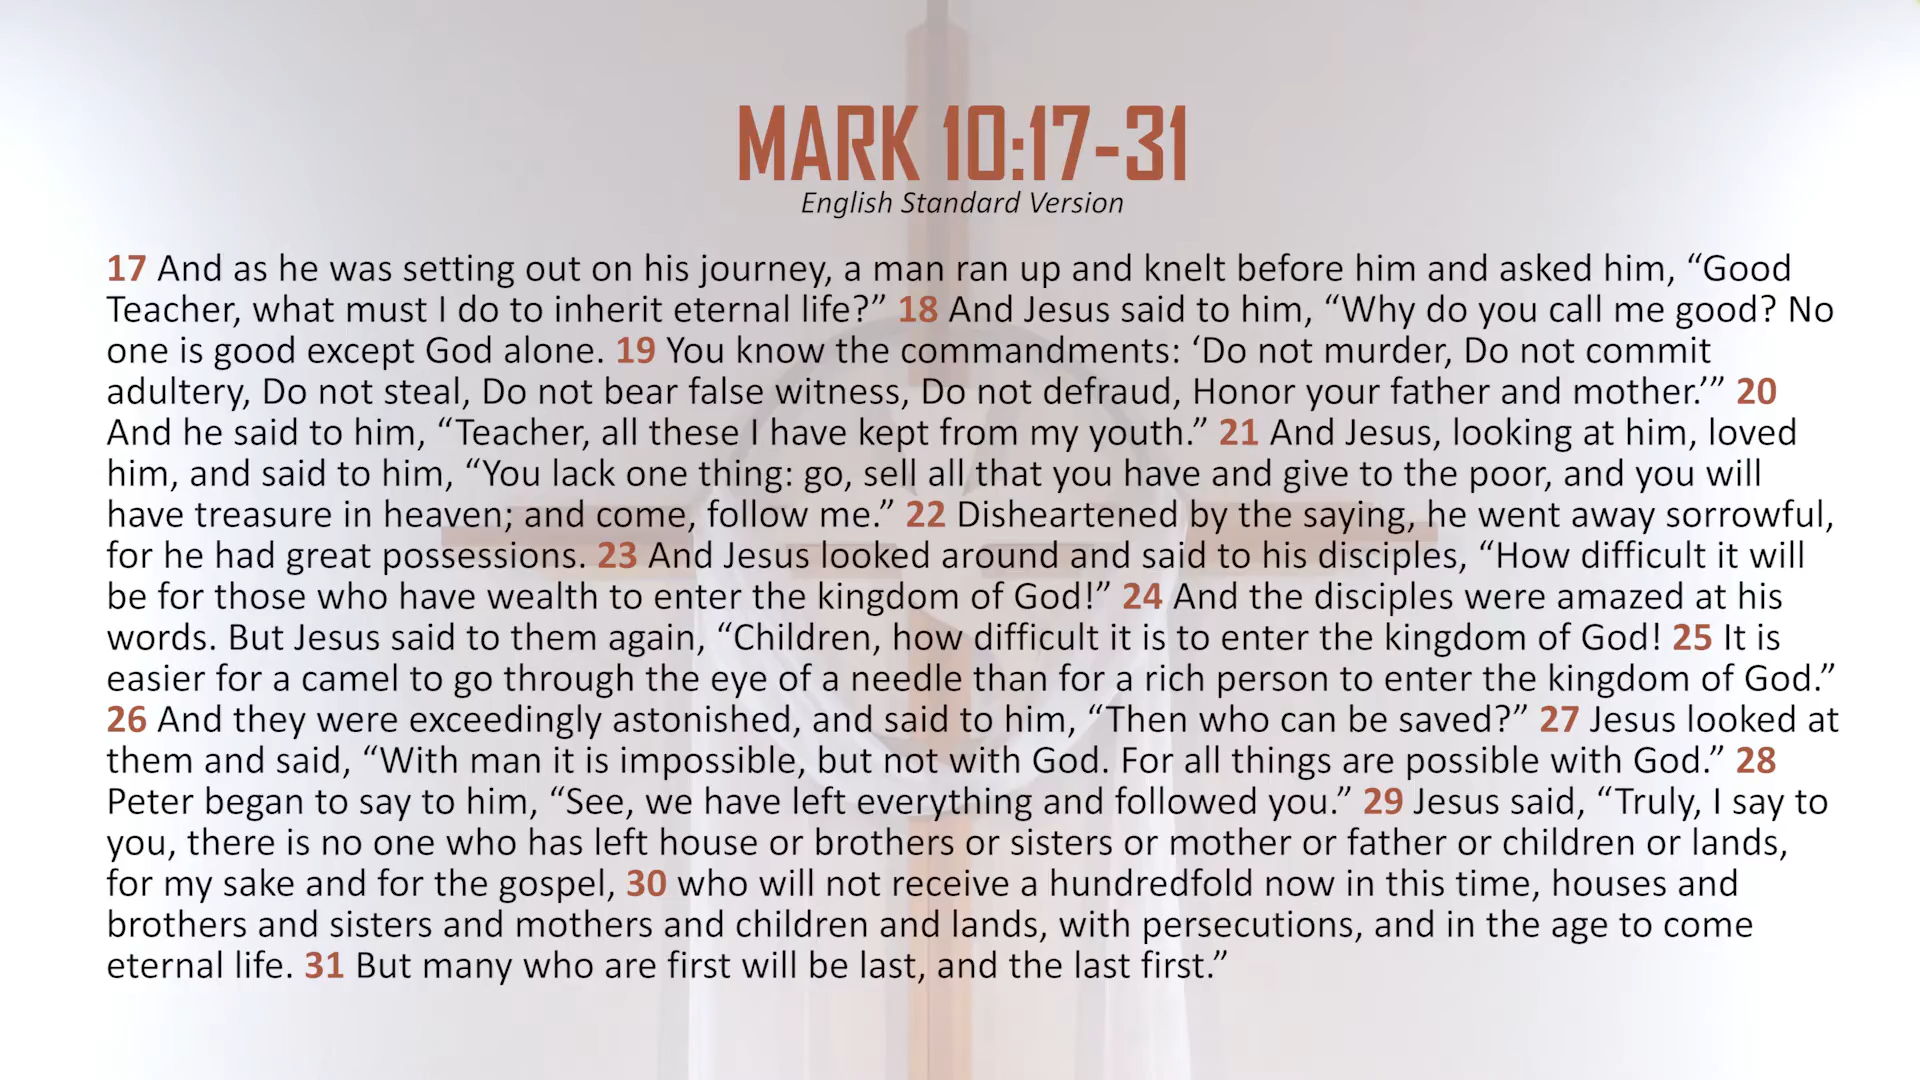 MARK 10:17-31
English Standard Version
17 And as he was setting out on his journey, a man ran up and knelt before him and asked him, “Good
Teacher, what must I do to inherit eternal life?” 18 And Jesus said to him, “Why do you call me good? No
one is good except God alone. 19 You know the commandments: ‘Do not murder, Do not commit
adultery, Do not steal, Do not bear false witness, Do not defraud, Honor your father and mother.’” 20
And he said to him, “Teacher, all these I have kept from my youth.” 21 And Jesus, looking at him, loved
him, and said to him, “You lack one thing: go, sell all that you have and give to the poor, and you will
have treasure in heaven; and come, follow me.” 22 Disheartened by the saying, he went away sorrowful,
for he had great possessions. 23 And Jesus looked around and said to his disciples, “How difficult it will
be for those who have wealth to enter the kingdom of God!” 24 And the disciples were amazed at his
words. But Jesus said to them again, “Children, how difficult it is to enter the kingdom of God! 25 It is
easier for a camel to go through the eye of a needle than for a rich person to enter the kingdom of God.”
26 And they were exceedingly astonished, and said to him, “Then who can be saved?” 27 Jesus looked at
them and said, “With man it is impossible, but not with God. For all things are possible with God.” 28
Peter began to say to him, “See, we have left everything and followed you.” 29 Jesus said, “Truly, I say to
you, there is no one who has left house or brothers or sisters or mother or father or children or lands,
for my sake and for the gospel, 30 who will not receive a hundredfold now in this time, houses and
brothers and sisters and mothers and children and lands, with persecutions, and in the age to come
eternal life. 31 But many who are first will be last, and the last first.”